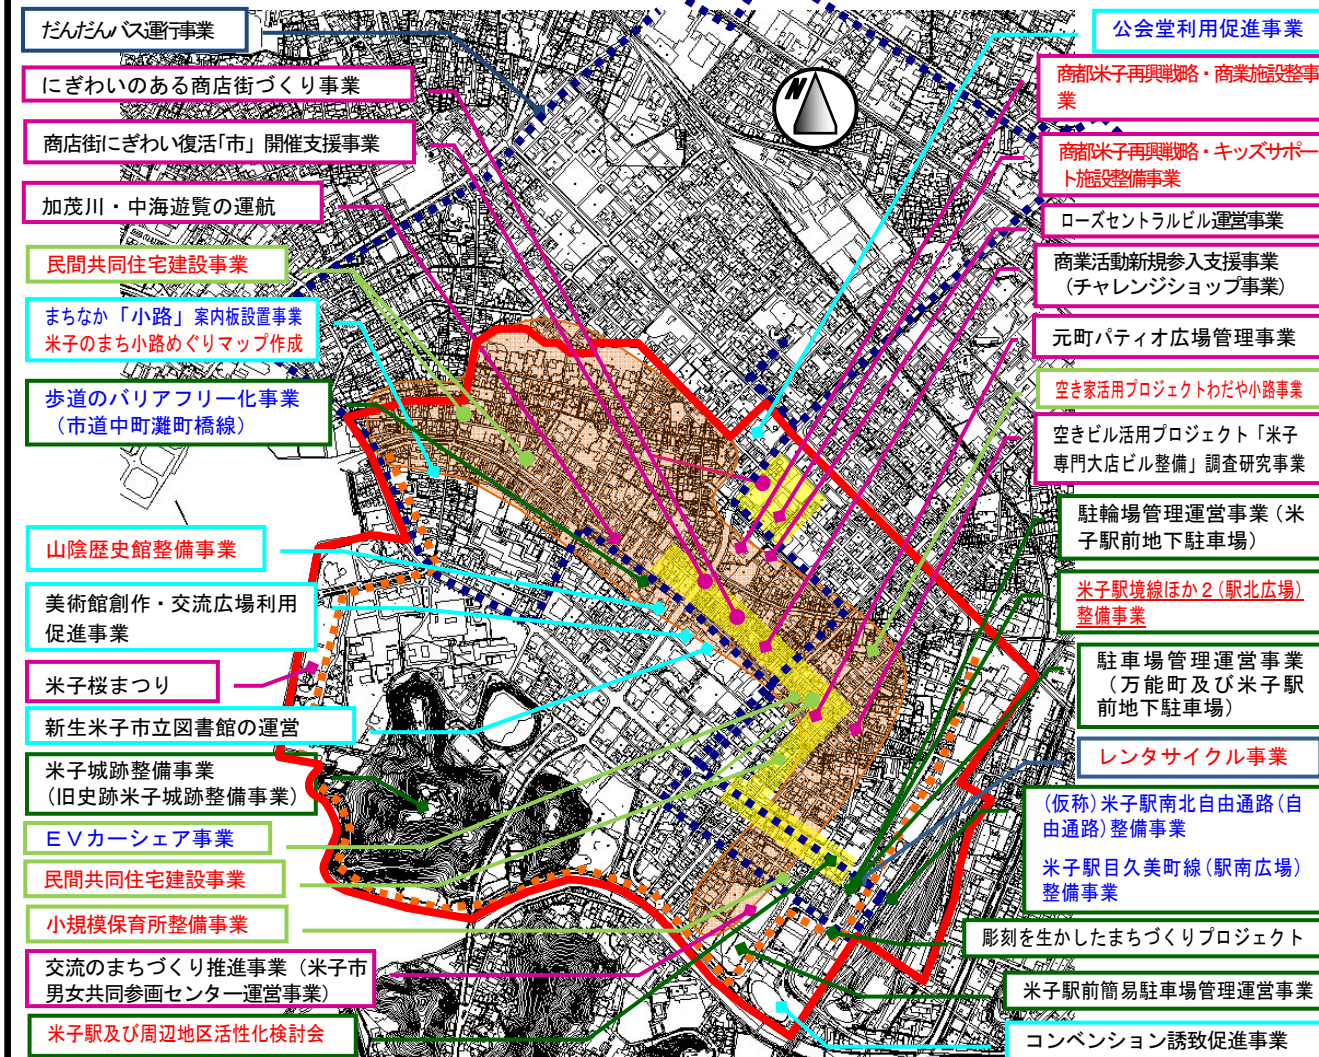 だんだんバス運行事業
にぎわいのある商店街づくり事業
商店街にぎわい復活「市」開催支援事業
加茂川・中海遊覧の運航
民間共同住宅建設事業
まちなか「小路」案内板設置事業
米子のまち小路めぐりマップ作成
歩道のバリアフリー化事業
（市道中町灘町橋線）
山陰歴史館整備事業
美術館創作・交流広場利用
促進事業
米子桜まつり
新生米子市立図書館の運営
米子城跡整備事業
（旧史跡米子城跡整備事業）
ＥＶカーシェア事業
民間共同住宅建設事業
小規模保育所整備事業
交流のまちづくり推進事業（米子市
男女共同参画センター運営事業）
米子駅及び周辺地区活性化検討会
N
公会堂利用促進事業
商都米子再興戦略・商業施設整事
業
商都米子再興戦略・キッズサポー
ト施設整備事業
ローズセントラルビル運営事業
商業活動新規参入支援事業
（チャレンジショップ事業）
元町パティオ広場管理事業
空き家活用プロジェクトわだや小路事業
空きビル活用プロジェクト「米子
専門大店ビル整備」調査研究事業
駐輪場管理運営事業（米
子駅前地下駐車場）
米子駅境線ほか２（駅北広場）
整備事業
駐車場管理運営事業
（万能町及び米子駅
前地下駐車場）
レンタサイクル事業
（仮称）米子駅南北自由通路（自
由通路）整備事業
米子駅目久美町線（駅南広場）
整備事業
彫刻を生かしたまちづくりプロジェクト
米子駅前簡易駐車場管理運営事業
コンベンション誘致促進事業